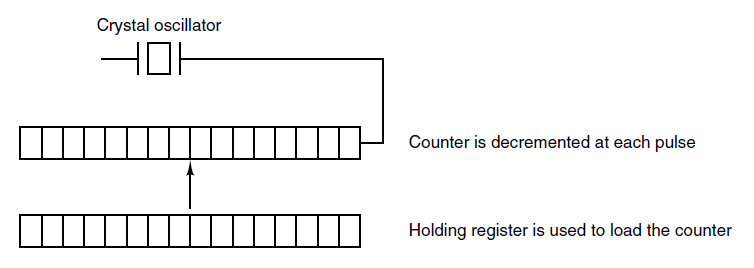 Crystal oscillator
Counter is decremented at each pulse
Holding register is used to load the counter